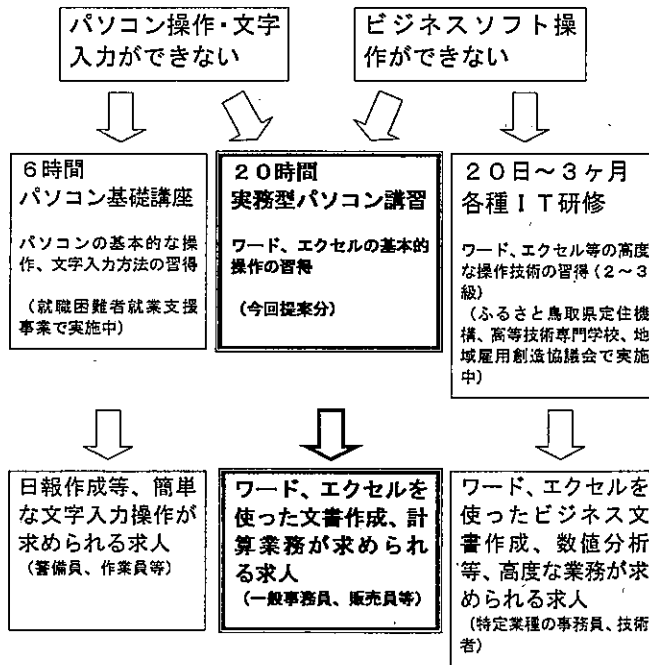 パソコン操作・文字
入力ができない
ビジネスソフト操
作ができない
6時間
パソコン基礎講座
パソコンの基本的な操
作、文字入力方法の習得
(就職困難者就業支援
事業で実施中)
20時間
実務型パソコン講習
ワード、エクセルの基本的
操作の習得
(今回提案分)
20日～3ヶ月
各種IT研修
ワード、エクセル等の高度
な操作技術の習得(2～3
級)
(ふるさと鳥取県定住機
構、高等技術専門学校、地
域雇用創造協議会で実施
中)
日報作成等、簡単
な文字入力操作が
求められる求人
(警備員、作業員等)
ワード、エクセルを
使った文書作成、計
算業務が求められ
る求人
(一般事務員、販売員等)
ワード、エクセルを
使ったビジネス文
書作成、数値分析
等、高度な業務が求
められる求人
(特定業種の事務員、技術
者)